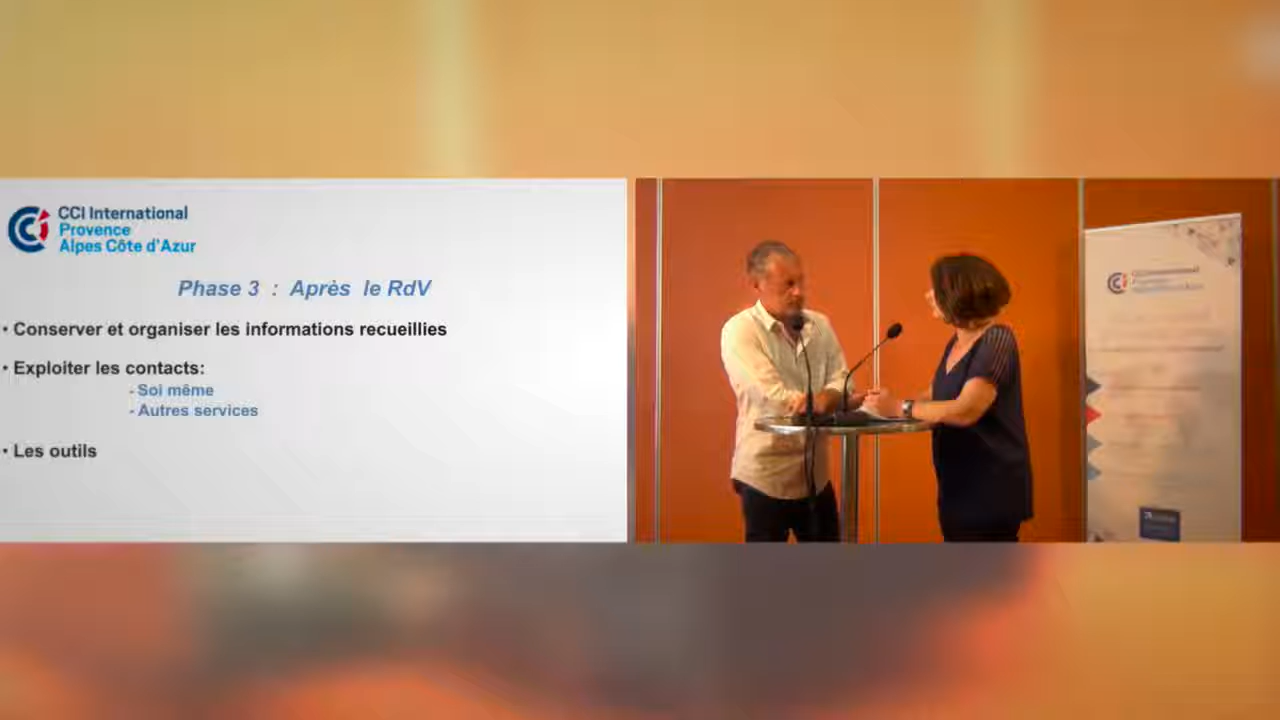 CCI International
Provence
Alpes Côte d'Azur
Phase 3 : Après le RdV
• Conserver et organiser les informations recueillies
• Exploiter les contacts:
- Soi même
- Autres services
• Les outils